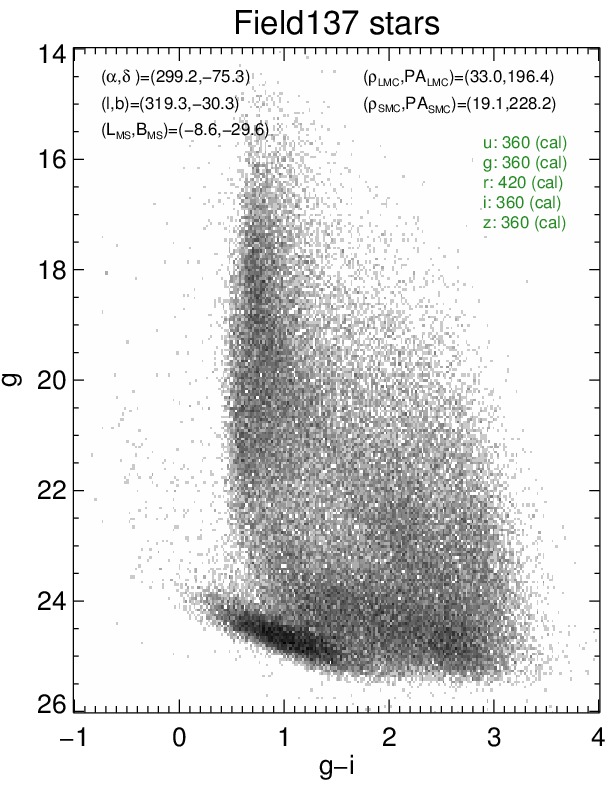 Field137 stars
14
(α,δ )=(299.2,−75.3)
(ρLMC,PALMC)=(33.0,196.4)
(l,b)=(319.3,−30.3)
(ρSMC,PASMC)=(19.1,228.2)
(LMS,BMS)=(−8.6,−29.6)
u: 360 (cal)
16
g: 360 (cal)
r: 420 (cal)
i: 360 (cal)
z: 360 (cal)
18
g
20
22
24
26
−1 0 1 2 3 4
g−i